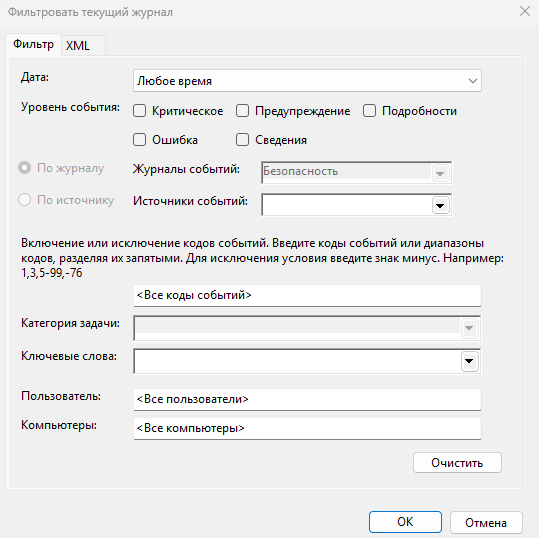 Фильтровать текущий журнал
Фильтр XML
Дата: Любое время
Уровень события: Критическое Предупреждение Подробности
Ошибка Сведения
По журналу Журналы событий: Безопасность
По источнику Источники событий:
Включение или исключение кодов событий. Введите коды событий или диапазоны
кодов, разделяя их запятыми. Для исключения условия введите знак минус. Например:
1,3,5-99,-76
<Все коды событий>
Категория задачи:
Ключевые слова:
Пользователь: <Все пользователи>
Компьютеры: <Все компьютеры>
Очистить
ОК Отмена